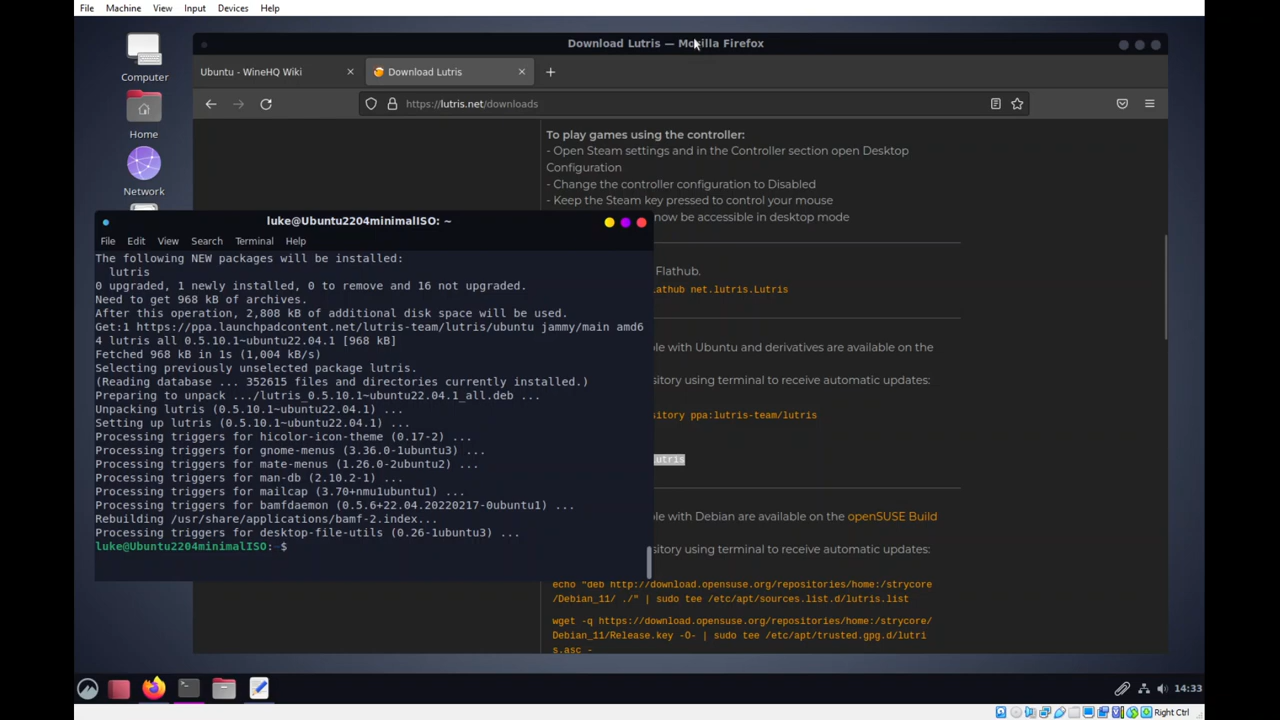 File Machine View Input Devices Help
Computer
Home
Network
Download Lutris — Mozilla Firefox
Ubuntu - WineHQ Wiki
Download Lutris
https://lutris.net/downloads
To play games using the controller:
- Open Steam settings and in the Controller section open Desktop
Configuration
- Change the controller configuration to Disabled
- Keep the Steam key pressed to control your mouse
now be accessible in desktop mode
Flathub.
athub net.lutris.Lutris
le with Ubuntu and derivatives are available on the
sitory using terminal to receive automatic updates:
sitory ppa:lutris-team/lutris
utris
le with Debian are available on the openSUSE Build
sitory using terminal to receive automatic updates:
echo "deb http://download.opensuse.org/repositories/home:/strycore
/Debian_11/ ./" | sudo tee /etc/apt/sources.list.d/lutris.list
wget -q https://download.opensuse.org/repositories/home:/strycore/
Debian_11/Release.key -O- | sudo tee /etc/apt/trusted.gpg.d/lutri
s.asc -
luke@Ubuntu2204minimalISO: ~
File Edit View Search Terminal Help
The following NEW packages will be installed:
lutris
0 upgraded, 1 newly installed, 0 to remove and 16 not upgraded.
Need to get 968 kB of archives.
After this operation, 2,808 kB of additional disk space will be used.
Get:1 https://ppa.launchpadcontent.net/lutris-team/lutris/ubuntu jammy/main amd6
4 lutris all 0.5.10.1~ubuntu22.04.1 [968 kB]
Fetched 968 kB in 1s (1,004 kB/s)
Selecting previously unselected package lutris.
(Reading database ... 352615 files and directories currently installed.)
Preparing to unpack .../lutris_0.5.10.1~ubuntu22.04.1_all.deb ...
Unpacking lutris (0.5.10.1~ubuntu22.04.1) ...
Setting up lutris (0.5.10.1~ubuntu22.04.1) ...
Processing triggers for hicolor-icon-theme (0.17-2) ...
Processing triggers for gnome-menus (3.36.0-1ubuntu3) ...
Processing triggers for mate-menus (1.26.0-2ubuntu2) ...
Processing triggers for man-db (2.10.2-1) ...
Processing triggers for mailcap (3.70+nmu1ubuntu1) ...
Processing triggers for bamfdaemon (0.5.6+22.04.20220217-0ubuntu1) ...
Rebuilding /usr/share/applications/bamf-2.index...
Processing triggers for desktop-file-utils (0.26-1ubuntu3) ...
luke@Ubuntu2204minimalISO:~$
14:33
Right Ctrl